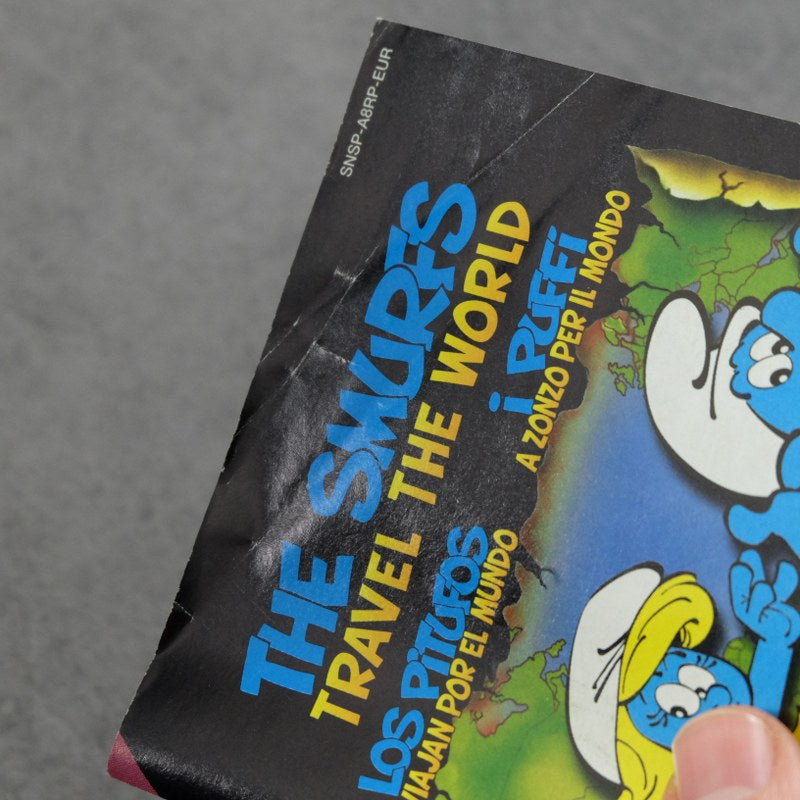 SNSP-A8RP-EUR
THE SMURFS
TRAVEL THE WORLD
LOS PITUFOS
VIAJAN POR EL MUNDO
i PUFFi
A ZONZO PER IL MONDO